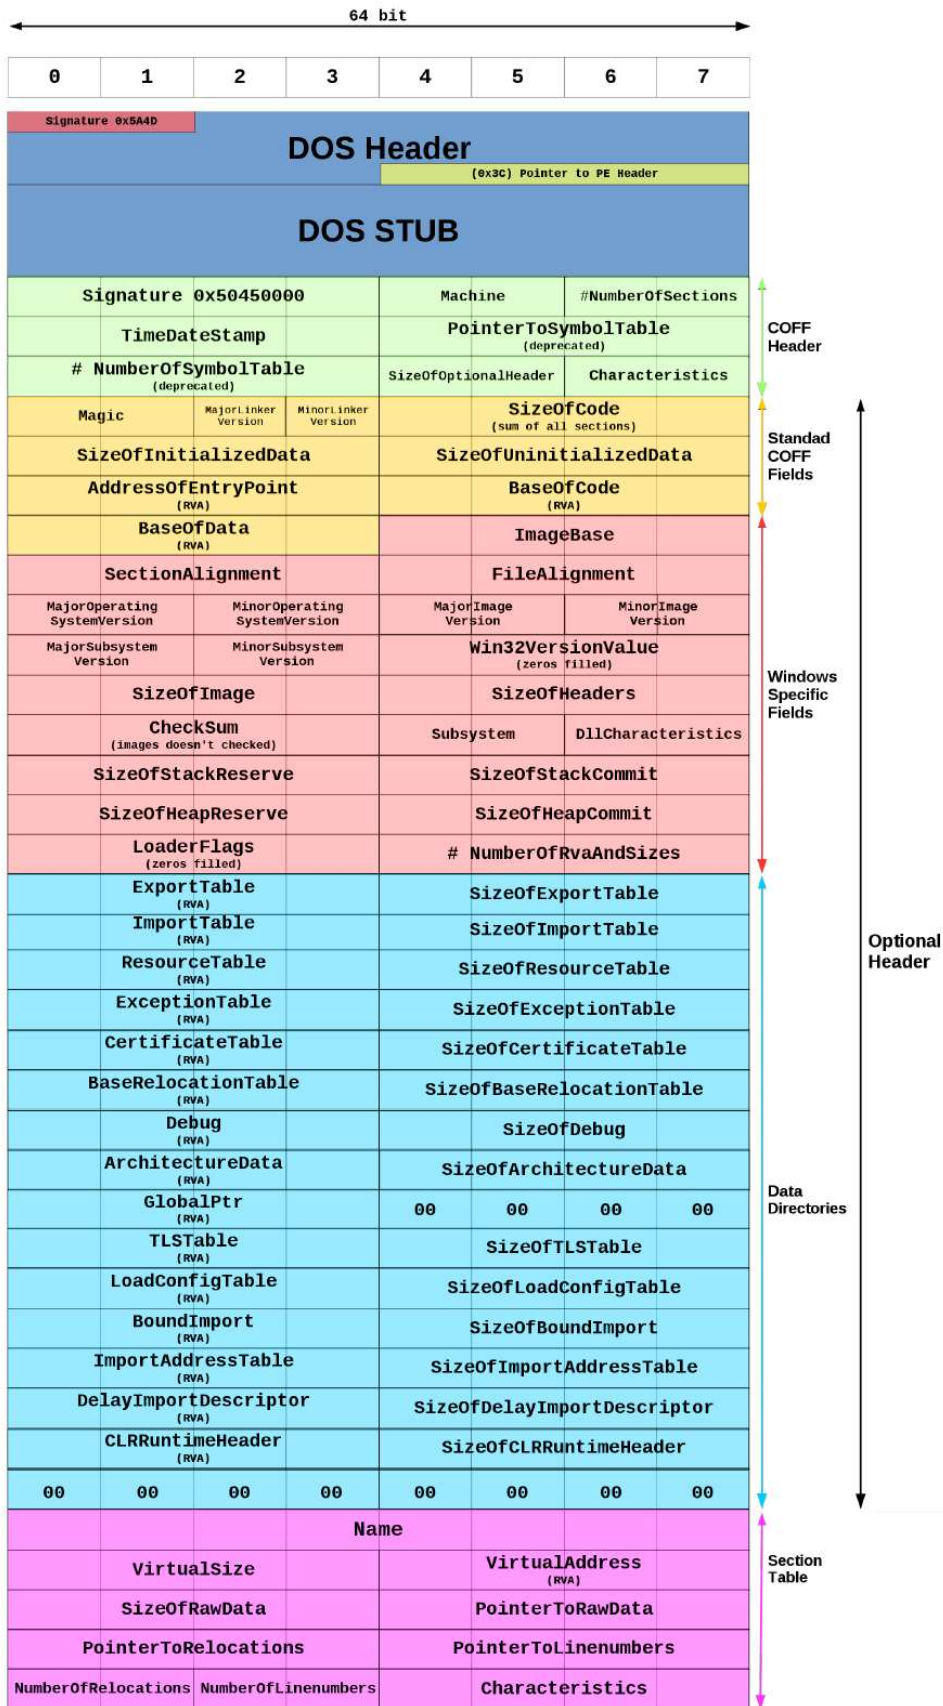 64 bit
0 1 2 3 4 5 6 7
Signature 0x5A4D
DOS Header
(0x3C) Pointer to PE Header
DOS STUB
Signature 0x50450000
Machine
#NumberOfSections
TimeDateStamp
PointerToSymbolTable
(deprecated)
# NumberOfSymbolTable
(deprecated)
SizeOfOptionalHeader
Characteristics
COFF
Header
Magic
MajorLinker
Version
MinorLinker
Version
SizeOfCode
(sum of all sections)
SizeOfInitializedData
SizeOfUninitializedData
AddressOfEntryPoint
(RVA)
BaseOfCode
(RVA)
Standad
COFF
Fields
BaseOfData
(RVA)
ImageBase
SectionAlignment
FileAlignment
MajorOperating
SystemVersion
MinorOperating
SystemVersion
MajorImage
Version
MinorImage
Version
MajorSubsystem
Version
MinorSubsystem
Version
Win32VersionValue
(zeros filled)
SizeOfImage
SizeOfHeaders
CheckSum
(images doesn't checked)
Subsystem
DllCharacteristics
SizeOfStackReserve
SizeOfStackCommit
SizeOfHeapReserve
SizeOfHeapCommit
LoaderFlags
(zeros filled)
# NumberOfRvaAndSizes
Windows
Specific
Fields
ExportTable
(RVA)
SizeOfExportTable
ImportTable
(RVA)
SizeOfImportTable
ResourceTable
(RVA)
SizeOfResourceTable
ExceptionTable
(RVA)
SizeOfExceptionTable
CertificateTable
(RVA)
SizeOfCertificateTable
BaseRelocationTable
(RVA)
SizeOfBaseRelocationTable
Debug
(RVA)
SizeOfDebug
ArchitectureData
(RVA)
SizeOfArchitectureData
GlobalPtr
(RVA)
00 00 00 00
TLSTable
(RVA)
SizeOfTLSTable
LoadConfigTable
(RVA)
SizeOfLoadConfigTable
BoundImport
(RVA)
SizeOfBoundImport
ImportAddressTable
(RVA)
SizeOfImportAddressTable
DelayImportDescriptor
(RVA)
SizeOfDelayImportDescriptor
CLRRuntimeHeader
(RVA)
SizeOfCLRRuntimeHeader
00 00 00 00 00 00 00 00
Data
Directories
Optional
Header
Name
VirtualSize
VirtualAddress
(RVA)
SizeOfRawData
PointerToRawData
PointerToRelocations
PointerToLinenumbers
NumberOfRelocations
NumberOfLinenumbers
Characteristics
Section
Table